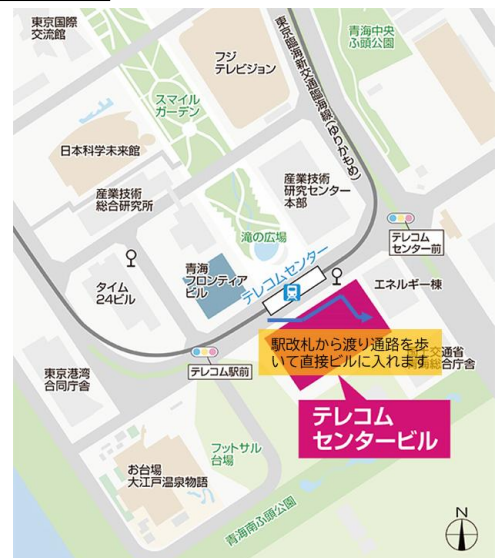 東京国際
交流館
青海中央
ふ頭公園
フジ
テレビジョン
東京臨海新交通臨海線(ゆりかもめ)
スマイル
ガーデン
日本科学未来館
産業技術
総合研究所
産業技術
研究センター
本部
滝の広場
テレコム
センター前
タイム
24ビル
青海
フロンティア
ビル
テレコムセンター
エネルギー棟
駅改札から渡り通路を歩
いて直接ビルに入れます
交通省
総合庁舎
テレコム駅前
東京港湾
合同庁舎
テレコム
センタービル
フットサル
台場
お台場
大江戸温泉物語
青海南ふ頭公園
N